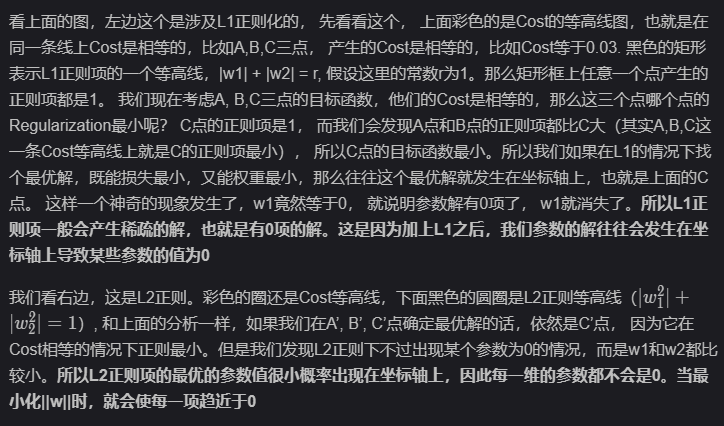 看上面的图，左边这个是涉及L1正则化的， 先看看这个， 上面彩色的是Cost的等高线图，也就是在
同一条线上Cost是相等的，比如A,B,C三点， 产生的Cost是相等的，比如Cost等于0.03. 黑色的矩形
表示L1正则项的一个等高线，|w1| + |w2| = r, 假设这里的常数r为1。那么矩形框上任意一个点产生的
正则项都是1。 我们现在考虑A, B,C三点的目标函数，他们的Cost是相等的，那么这三个点哪个点的
Regularization最小呢？ C点的正则项是1， 而我们会发现A点和B点的正则项都比C大（其实A,B,C这
一条Cost等高线上就是C的正则项最小）， 所以C点的目标函数最小。所以我们如果在L1的情况下找
个最优解，既能损失最小，又能权重最小，那么往往这个最优解就发生在坐标轴上，也就是上面的C
点。 这样一个神奇的现象发生了，w1竟然等于0， 就说明参数解有0项了， w1就消失了。所以L1正
则项一般会产生稀疏的解，也就是有0项的解。这是因为加上L1之后，我们参数的解往往会发生在坐
标轴上导致某些参数的值为0
我们看右边，这是L2正则。彩色的圈还是Cost等高线，下面黑色的圆圈是L2正则等高线（$|w_1^2| +
|w_2^2| = 1$）, 和上面的分析一样，如果我们在A’, B’, C’点确定最优解的话，依然是C’点， 因为它在
Cost相等的情况下正则最小。但是我们发现L2正则下不过出现某个参数为0的情况，而是w1和w2都比
较小。所以L2正则项的最优的参数值很小概率出现在坐标轴上，因此每一维的参数都不会是0。当最
小化||w||时，就会使每一项趋近于0